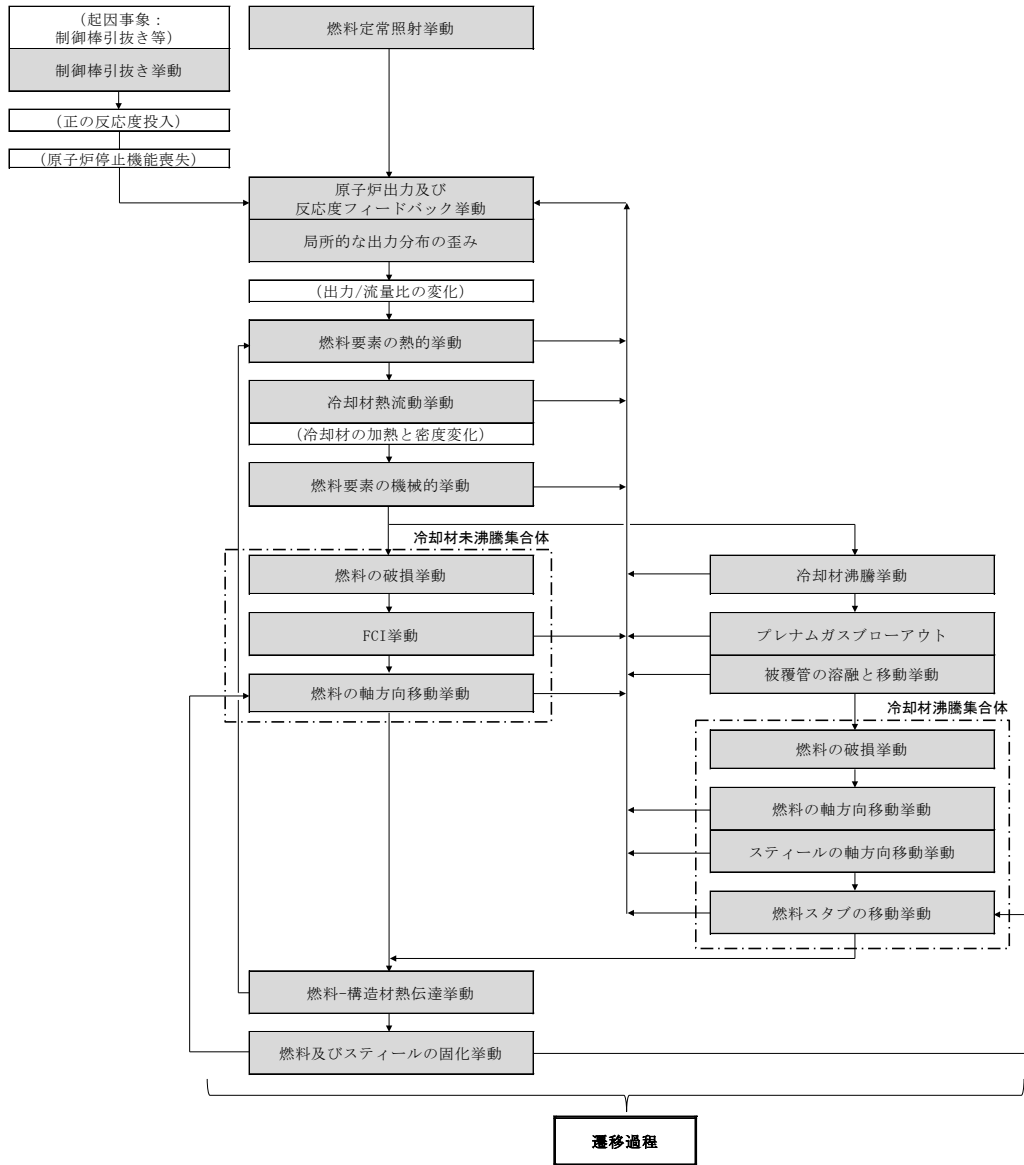 (起因事象:
制御棒引抜き等)
制御棒引抜き挙動
(正の反応度投入)
(原子炉停止機能喪失)
燃料定常照射挙動
原子炉出力及び
反応度フィードバック挙動
局所的な出力分布の歪み
(出力/流量比の変化)
燃料要素の熱的挙動
冷却材熱流動挙動
(冷却材の加熱と密度変化)
燃料要素の機械的挙動
冷却材未沸騰集合体
燃料の破損挙動
FCI挙動
燃料の軸方向移動挙動
冷却材沸騰挙動
プレナムガスブローアウト
被覆管の溶融と移動挙動
冷却材沸騰集合体
燃料の破損挙動
燃料の軸方向移動挙動
スティールの軸方向移動挙動
燃料スタブの移動挙動
燃料-構造材熱伝達挙動
燃料及びスティールの固化挙動
遷移過程